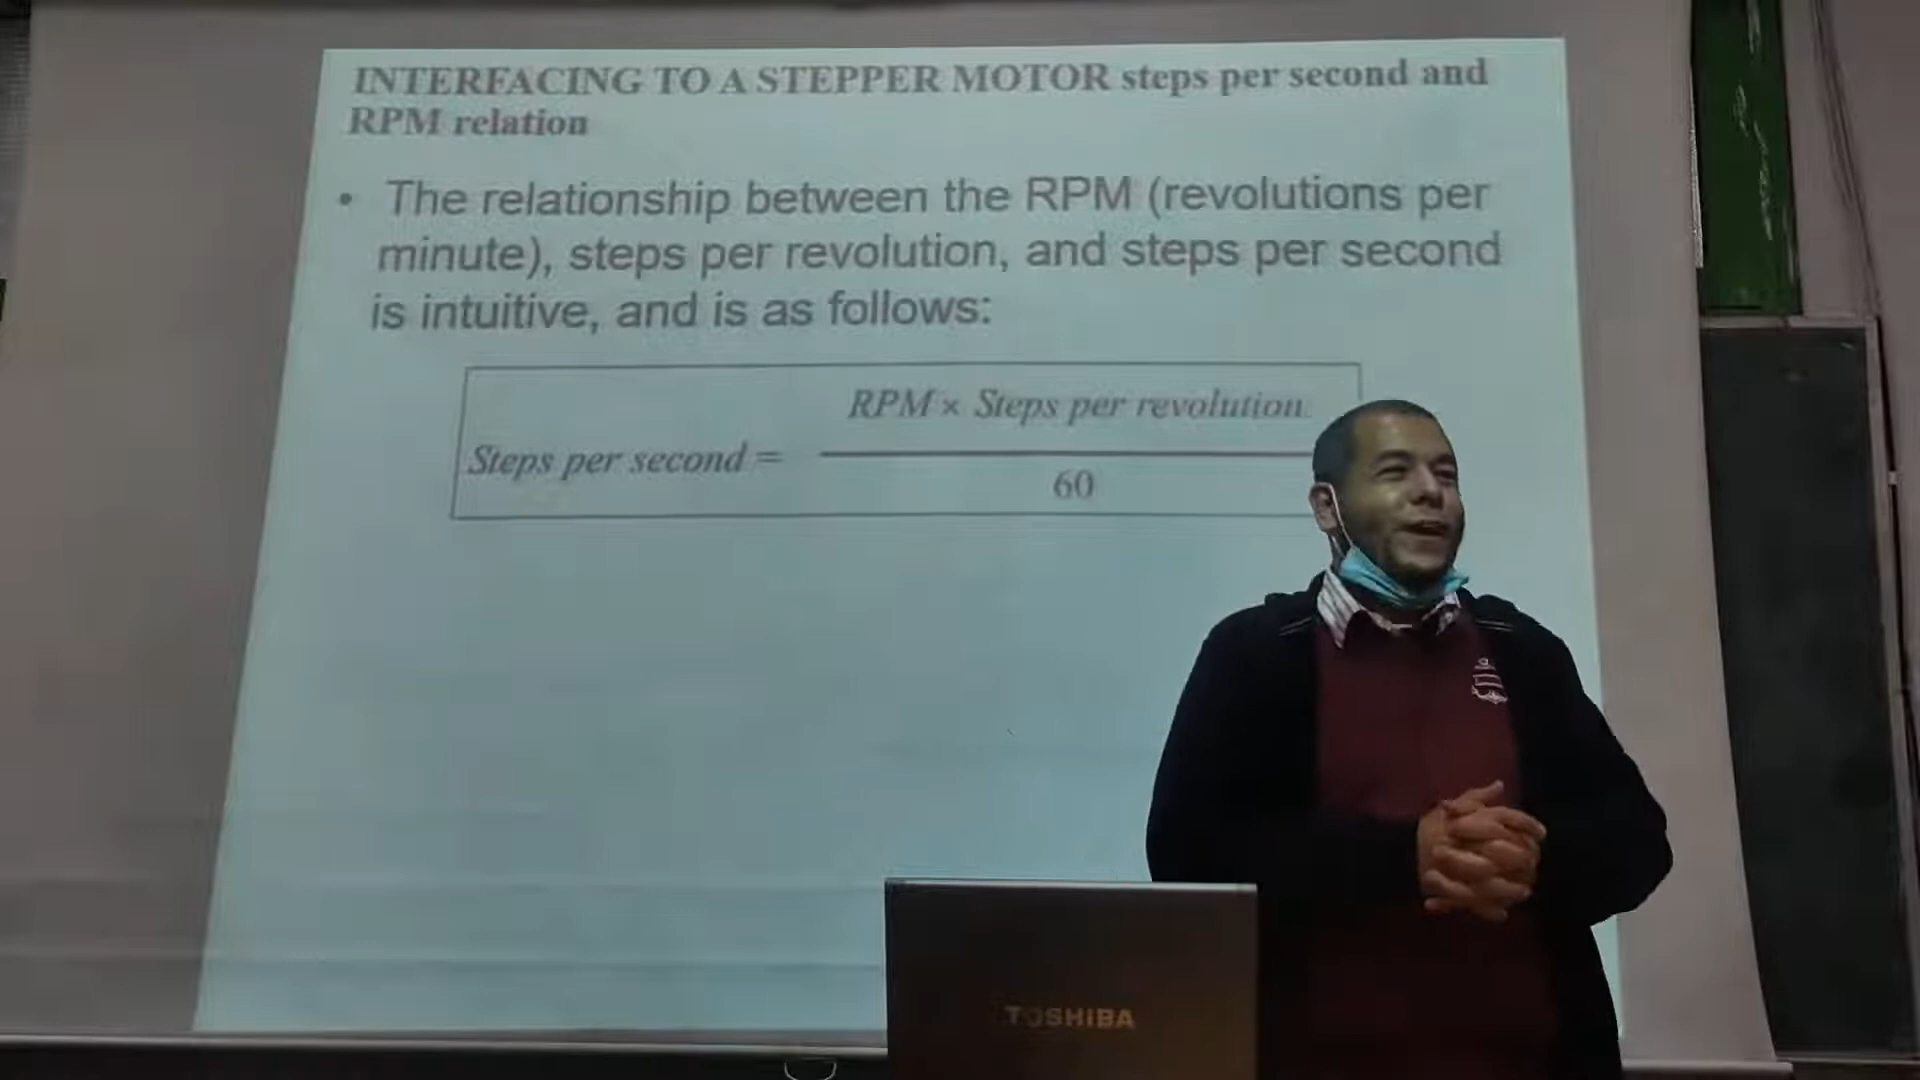 INTERFACING TO A STEPPER MOTOR steps per second and
RPM relation
• The relationship between the RPM (revolutions per
minute), steps per revolution, and steps per second
is intuitive, and is as follows:
RPM × Steps per revolution
Steps per second =
60
TOSHIBA